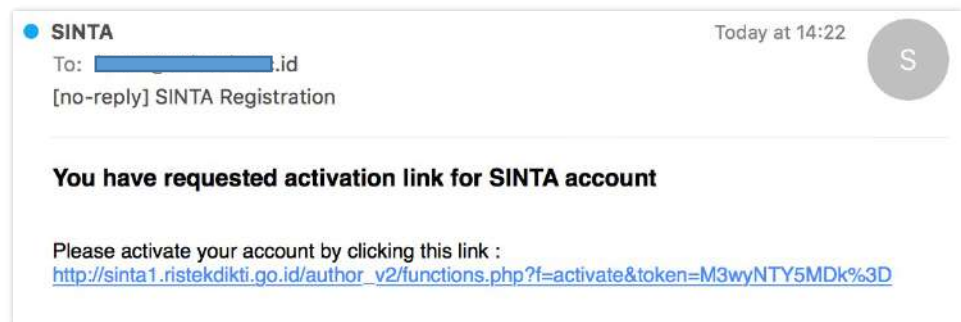 SINTA
Today at 14:22
S
To: .id
[no-reply] SINTA Registration
You have requested activation link for SINTA account
Please activate your account by clicking this link :
http://sinta1.ristekdikti.go.id/author_v2/functions.php?f=activate&token=M3wyNTY5MDk%3D